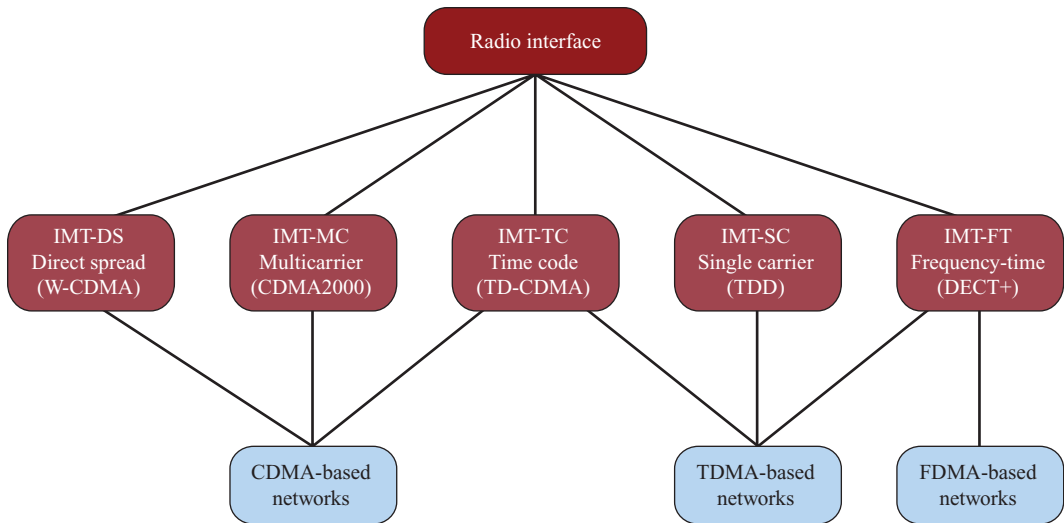 Radio interface
IMT-DS
Direct spread
(W-CDMA)
IMT-MC
Multicarrier
(CDMA2000)
IMT-TC
Time code
(TD-CDMA)
IMT-SC
Single carrier
(TDD)
IMT-FT
Frequency-time
(DECT+)
CDMA-based
networks
TDMA-based
networks
FDMA-based
networks